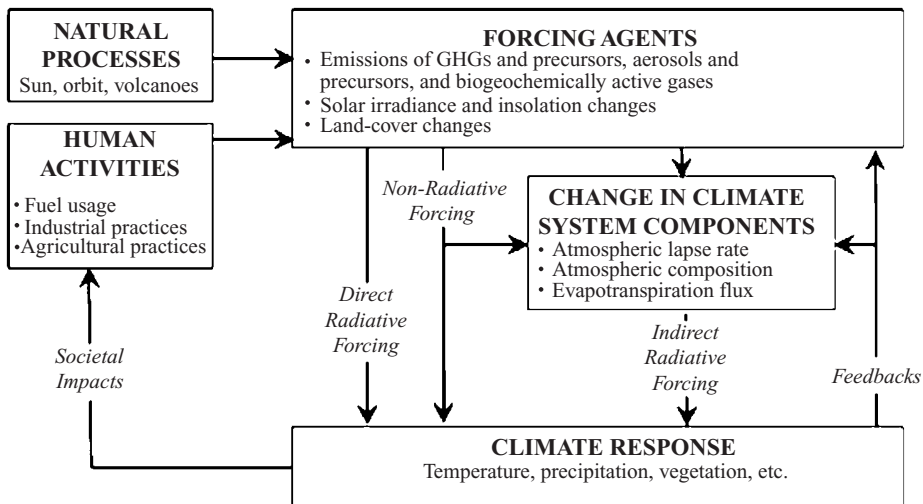 NATURAL
PROCESSES
Sun, orbit, volcanoes
FORCING AGENTS
• Emissions of GHGs and precursors, aerosols and
precursors, and biogeochemically active gases
• Solar irradiance and insolation changes
• Land-cover changes
HUMAN
ACTIVITIES
• Fuel usage
• Industrial practices
• Agricultural practices
Non-Radiative
Forcing
CHANGE IN CLIMATE
SYSTEM COMPONENTS
• Atmospheric lapse rate
• Atmospheric composition
• Evapotranspiration flux
Direct
Radiative
Forcing
Indirect
Radiative
Forcing
Societal
Impacts
Feedbacks
CLIMATE RESPONSE
Temperature, precipitation, vegetation, etc.